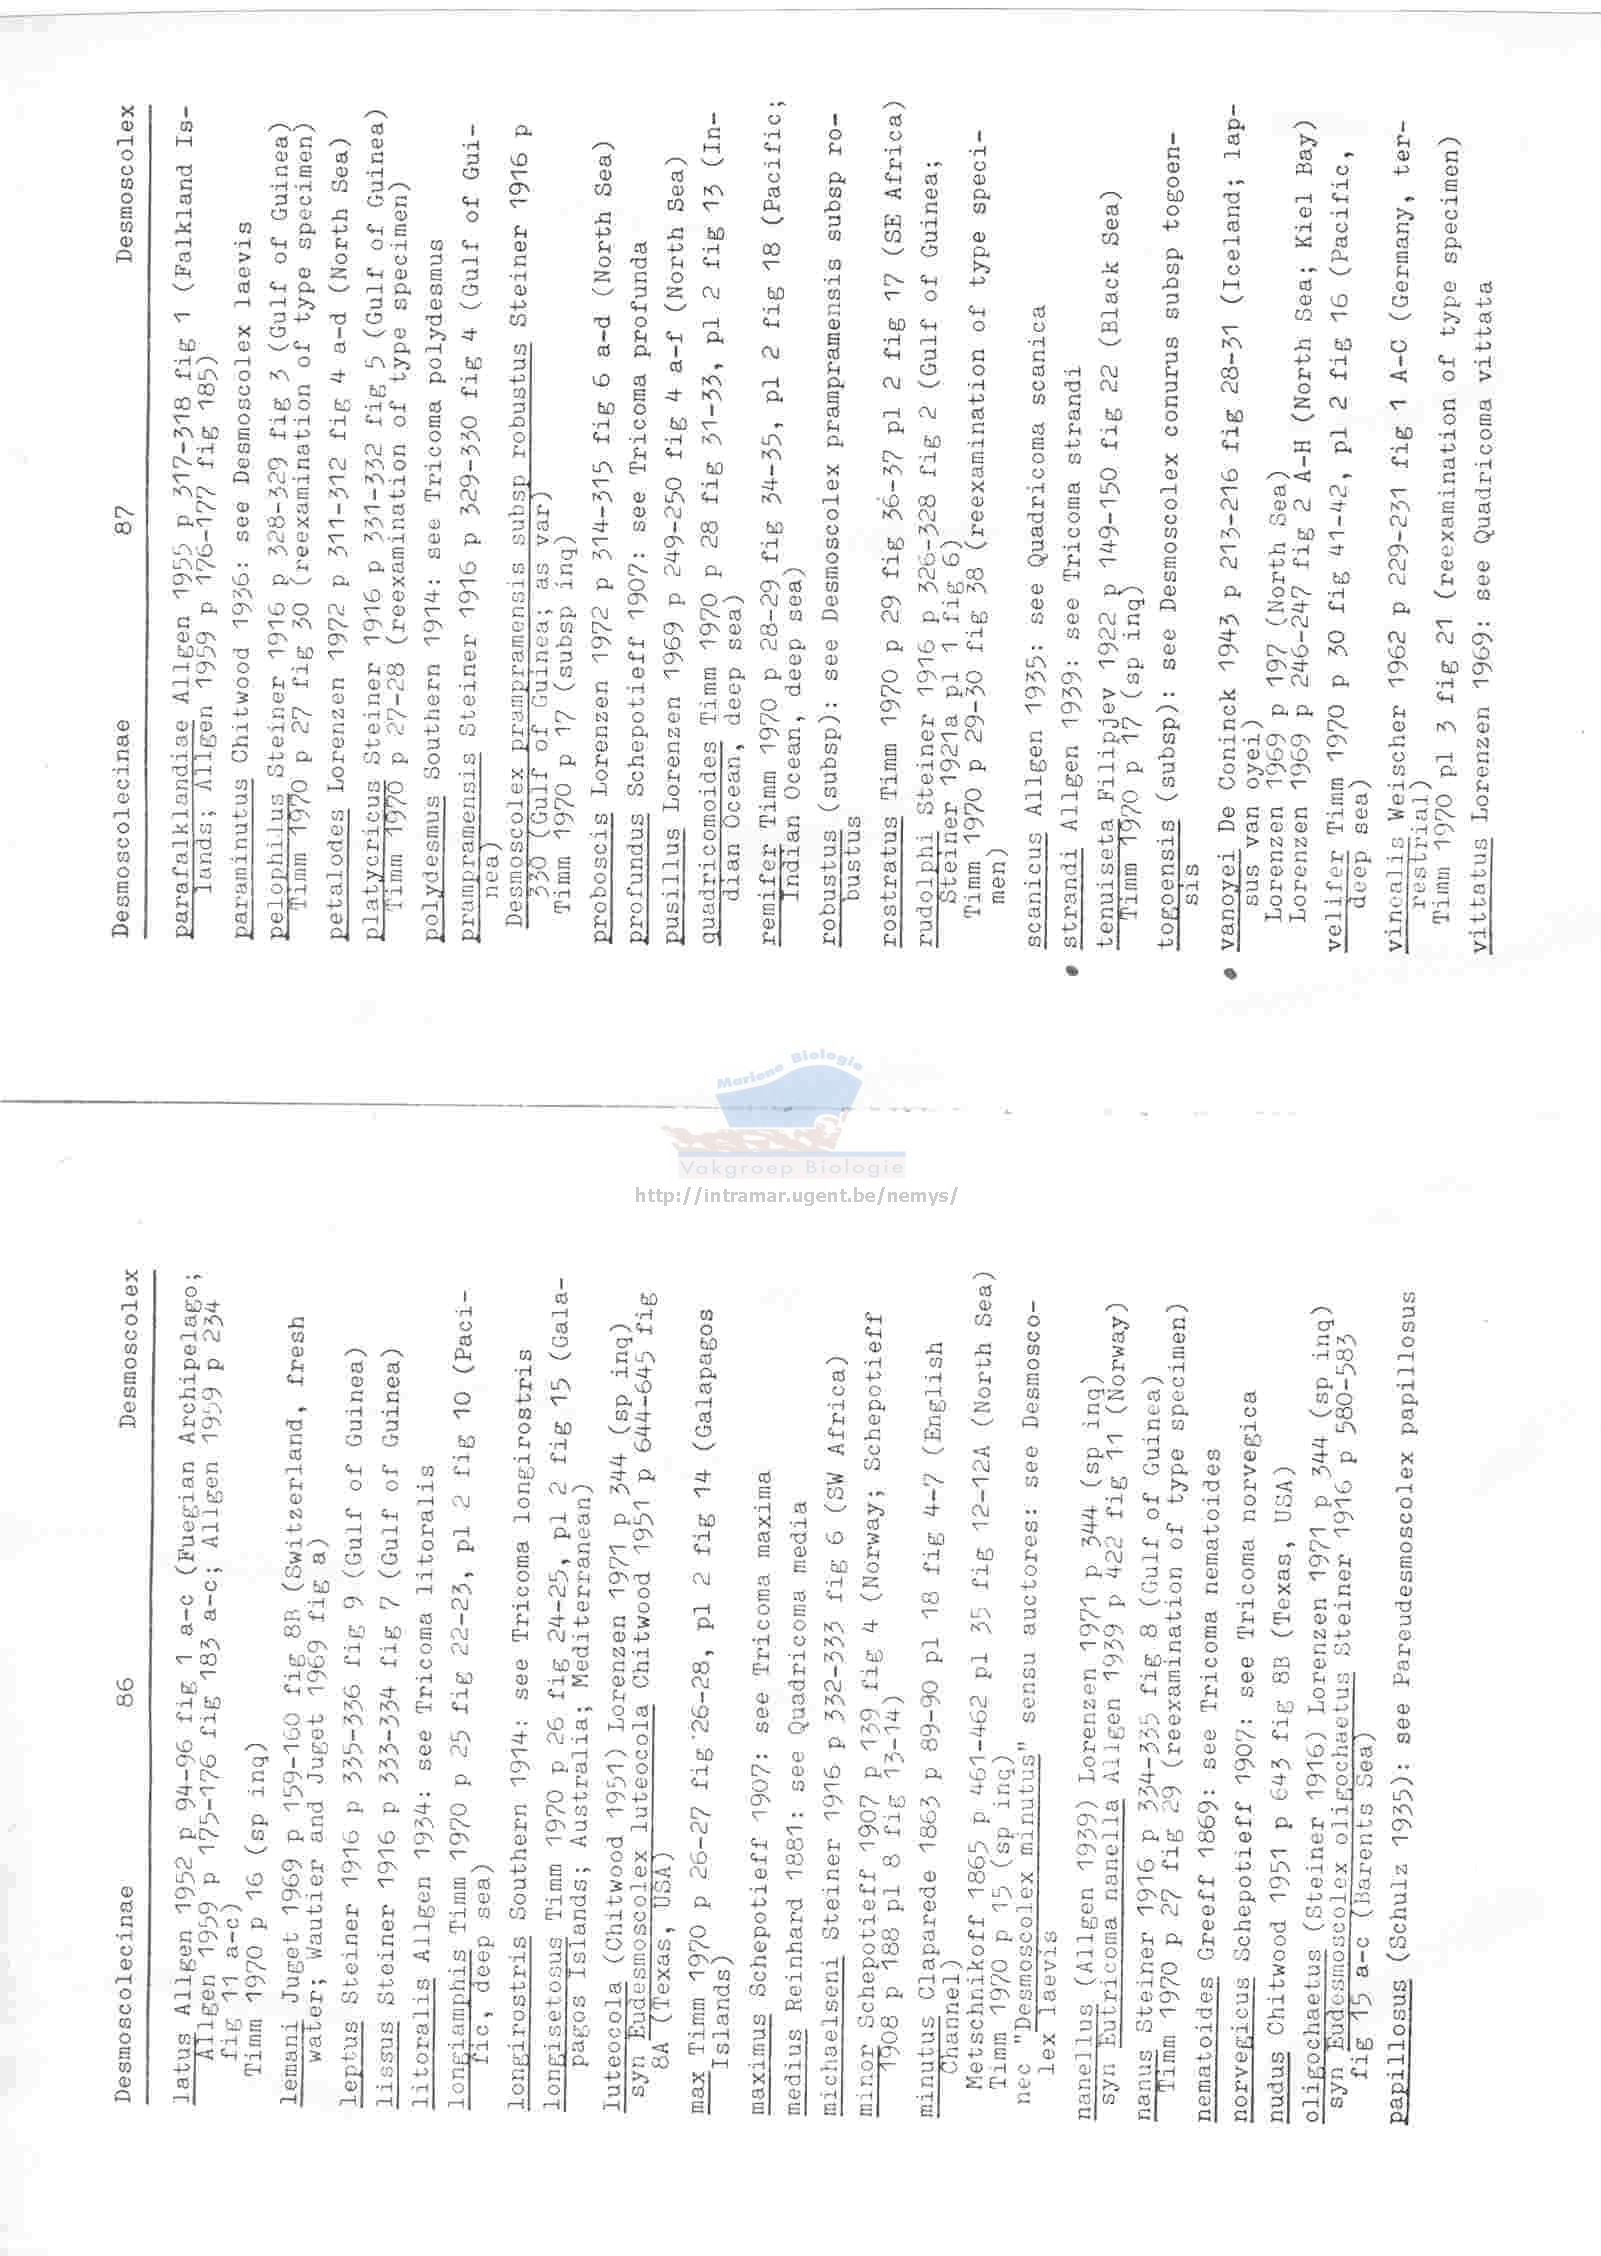 Desmoscolecinae 86 Desmoscolex
latus Allgen 1952 p 94-96 fig 1 a-c (Fuegian Archipelago;
Allgen 1959 p 175-176 fig 183 a-c; Allgen 1959 p 234
fig 11 a-c)
Timm 1970 p 16 (sp inq)
lemani Juget 1969 p 159-160 fig 8B (Switzerland, fresh
water; Wautier and Juget 1969 fig a)
leptus Steiner 1916 p 335-336 fig 9 (Gulf of Guinea)
lissus Steiner 1916 p 333-334 fig 7 (Gulf of Guinea)
litoralis Allgen 1934: see Tricoma litoralis
longiamphis Timm 1970 p 25 fig 22-23, pl 2 fig 10 (Paci-
fic, deep sea)
longirostris Southern 1914: see Tricoma longirostris
longisetosus Timm 1970 p 26 fig 24-25, pl 2 fig 15 (Gala-
pagos Islands; Australia; Mediterranean)
luteocola (Chitwood 1951) Lorenzen 1971 p 344 (sp inq)
syn Eudesmoscolex luteocola Chitwood 1951 p 644-645 fig
8A (Texas, USA)
max Timm 1970 p 26-27 fig 26-28, pl 2 fig 14 (Galapagos
Islands)
maximus Schepotieff 1907: see Tricoma maxima
medius Reinhard 1881: see Quadricoma media
michaelseni Steiner 1916 p 332-333 fig 6 (SW Africa)
minor Schepotieff 1907 p 139 fig 4 (Norway; Schepotieff
1908 p 188 pl 8 fig 13-14)
minutus Claparede 1863 p 89-90 pl 18 fig 4-7 (English
Channel)
Metschnikoff 1865 p 461-462 pl 35 fig 12-12A (North Sea)
Timm 1970 p 15 (sp inq)
nec "Desmoscolex minutus" sensu auctores: see Desmosco-
lex laevis
nanellus (Allgen 1939) Lorenzen 1971 p 344 (sp inq)
syn Eutricoma nanella Allgen 1939 p 422 fig 11 (Norway)
nanus Steiner 1916 p 334-335 fig 8 (Gulf of Guinea)
Timm 1970 p 27 fig 29 (reexamination of type specimen)
nematoides Greeff 1869: see Tricoma nematoides
norvegicus Schepotieff 1907: see Tricoma norvegica
nudus Chitwood 1951 p 643 fig 8B (Texas, USA)
oligochaetus (Steiner 1916) Lorenzen 1971 p 344 (sp inq)
syn Eudesmoscolex oligochaetus Steiner 1916 p 580-583
fig 15 a-c (Barents Sea)
papillosus (Schulz 1935): see Pareudesmoscolex papillosus
Desmoscolecinae 87 Desmoscolex
parafalklandiae Allgen 1955 p 317-318 fig 1 (Falkland Is-
lands; Allgen 1959 p 176-177 fig 185)
paraminutus Chitwood 1936: see Desmoscolex laevis
pelophilus Steiner 1916 p 328-329 fig 3 (Gulf of Guinea)
Timm 1970 p 27 fig 30 (reexamination of type specimen)
petalodes Lorenzen 1972 p 311-312 fig 4 a-d (North Sea)
platycricus Steiner 1916 p 331-332 fig 5 (Gulf of Guinea)
Timm 1970 p 27-28 (reexamination of type specimen)
polydesmus Southern 1914: see Tricoma polydesmus
prampramensis Steiner 1916 p 329-330 fig 4 (Gulf of Gui-
nea)
Desmoscolex prampramensis subsp robustus Steiner 1916 p
330 (Gulf of Guinea; as var)
Timm 1970 p 17 (subsp inq)
proboscis Lorenzen 1972 p 314-315 fig 6 a-d (North Sea)
profundus Schepotieff 1907: see Tricoma profunda
pusillus Lorenzen 1969 p 249-250 fig 4 a-f (North Sea)
quadricomoides Timm 1970 p 28 fig 31-33, pl 2 fig 13 (In-
dian Ocean, deep sea)
remifer Timm 1970 p 28-29 fig 34-35, pl 2 fig 18 (Pacific;
Indian Ocean, deep sea)
robustus (subsp): see Desmoscolex prampramensis subsp ro-
bustus
rostratus Timm 1970 p 29 fig 36-37 pl 2 fig 17 (SE Africa)
rudolphi Steiner 1916 p 326-328 fig 2 (Gulf of Guinea;
Steiner 1921a pl 1 fig 6)
Timm 1970 p 29-30 fig 38 (reexamination of type speci-
men)
scanicus Allgen 1935: see Quadricoma scanica
strandi Allgen 1939: see Tricoma strandi
tenuiseta Filipjev 1922 p 149-150 fig 22 (Black Sea)
Timm 1970 p 17 (sp inq)
togoensis (subsp): see Desmoscolex conurus subsp togoen-
sis
vanoyei De Coninck 1943 p 213-216 fig 28-31 (Iceland; lap-
sus van oyei)
Lorenzen 1969 p 197 (North Sea)
Lorenzen 1969 p 246-247 fig 2 A-H (North Sea; Kiel Bay)
velifer Timm 1970 p 30 fig 41-42, pl 2 fig 16 (Pacific,
deep sea)
vinealis Weischer 1962 p 229-231 fig 1 A-C (Germany, ter-
restrial)
Timm 1970 pl 3 fig 21 (reexamination of type specimen)
vittatus Lorenzen 1969: see Quadricoma vittata
Mariene Biologie
Vakgroep Biologie
http://intramar.ugent.be/nemys/